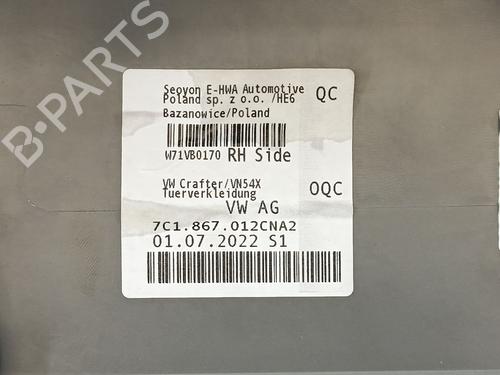 B-PARTS
Seoyon E-HWA Automotive
Poland sp. z o.o. /HE6 QC
Bazanowice/Poland
W71VB0170 RH Side
VW Crafter/VN54X
Tuerverkleidung OQC
VW AG
7C1.867.012CNA2
01.07.2022 S1